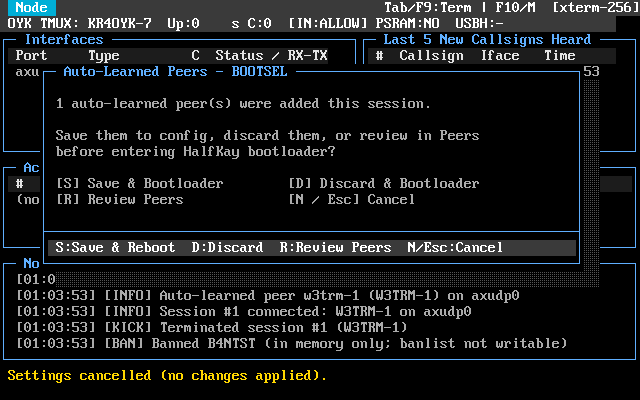 Node Tab/F9:Term | F10/M [xterm-256]
OYK TMUX: KR4OYK-7 Up:0 s C:0 [IN:ALLOW] PSRAM:NO USBH:-
Interfaces Last 5 New Callsigns Heard
Port Type C Status / RX-TX # Callsign Iface Time
axu 53
Auto-Learned Peers - BOOTSEL
1 auto-learned peer(s) were added this session.
Save them to config, discard them, or review in Peers
before entering HalfKay bootloader?
Ac
# [S] Save & Bootloader [D] Discard & Bootloader
(no [R] Review Peers [N / Esc] Cancel
S:Save & Reboot D:Discard R:Review Peers N/Esc:Cancel
No
[01:0
[01:03:53] [INFO] Auto-learned peer w3trm-1 (W3TRM-1) on axudp0
[01:03:53] [INFO] Session #1 connected: W3TRM-1 on axudp0
[01:03:53] [KICK] Terminated session #1 (W3TRM-1)
[01:03:53] [BAN] Banned B4NTST (in memory only; banlist not writable)
Settings cancelled (no changes applied).